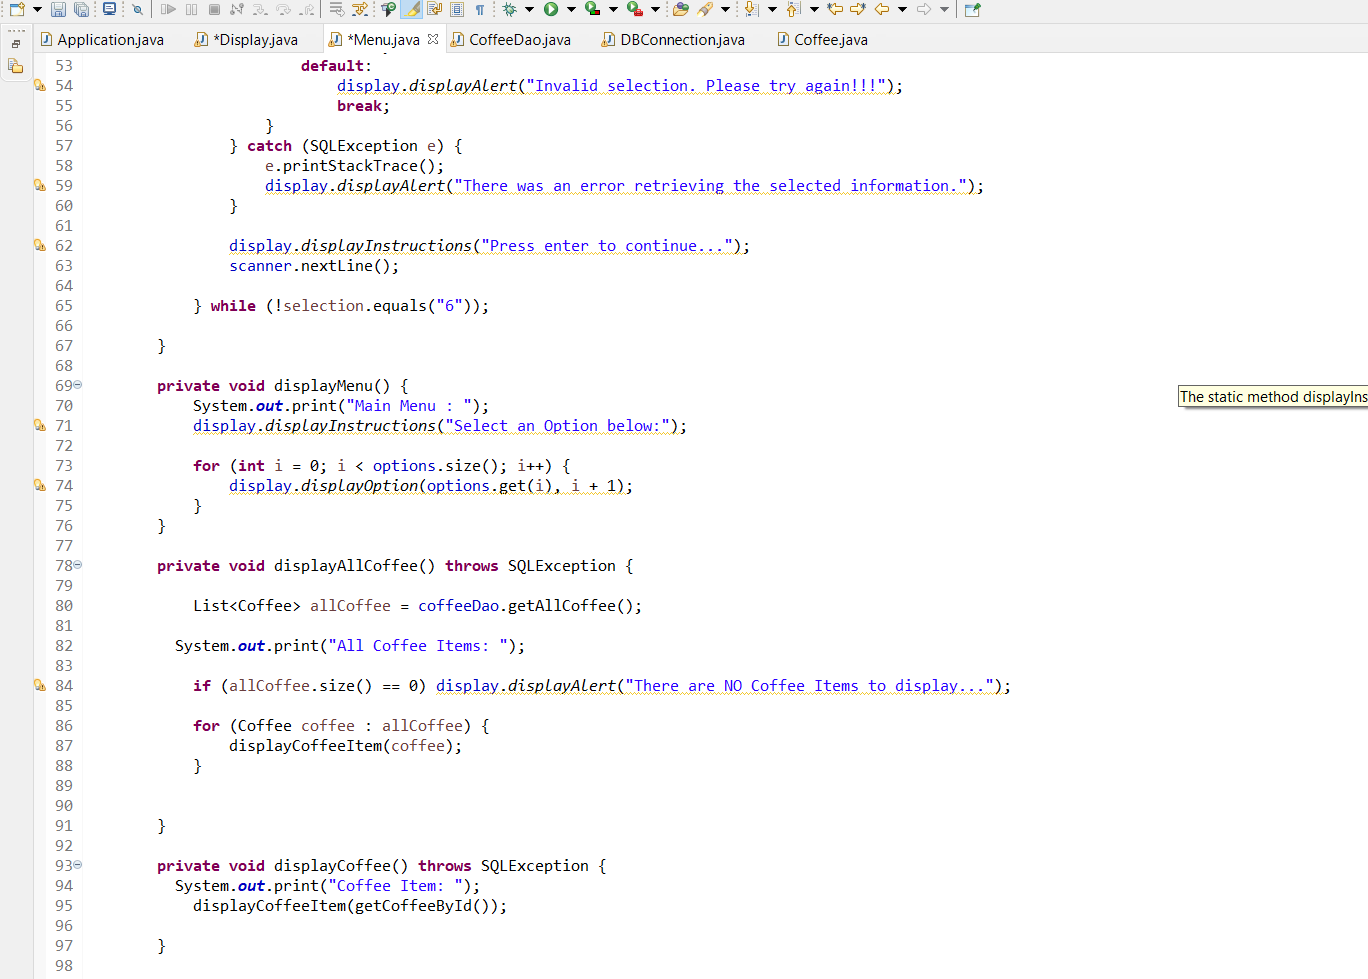 Application.java *Display.java *Menu.java CoffeeDao.java DBConnection.java Coffee.java
53 default:
54 display.displayAlert("Invalid selection. Please try again!!!");
55 break;
56 }
57 } catch (SQLException e) {
58 e.printStackTrace();
59 display.displayAlert("There was an error retrieving the selected information.");
60 }
61
62 display.displayInstructions("Press enter to continue...");
63 scanner.nextLine();
64
65 } while (!selection.equals("6"));
66
67 }
68
69 private void displayMenu() {
The static method displayIns
70 System.out.print("Main Menu : ");
71 display.displayInstructions("Select an Option below:");
72
73 for (int i = 0; i < options.size(); i++) {
74 display.displayOption(options.get(i), i + 1);
75 }
76 }
77
78 private void displayAllCoffee() throws SQLException {
79
80 List<Coffee> allCoffee = coffeeDao.getAllCoffee();
81
82 System.out.print("All Coffee Items: ");
83
84 if (allCoffee.size() == 0) display.displayAlert("There are NO Coffee Items to display...");
85
86 for (Coffee coffee : allCoffee) {
87 displayCoffeeItem(coffee);
88 }
89
90
91 }
92
93 private void displayCoffee() throws SQLException {
94 System.out.print("Coffee Item: ");
95 displayCoffeeItem(getCoffeeById());
96
97 }
98